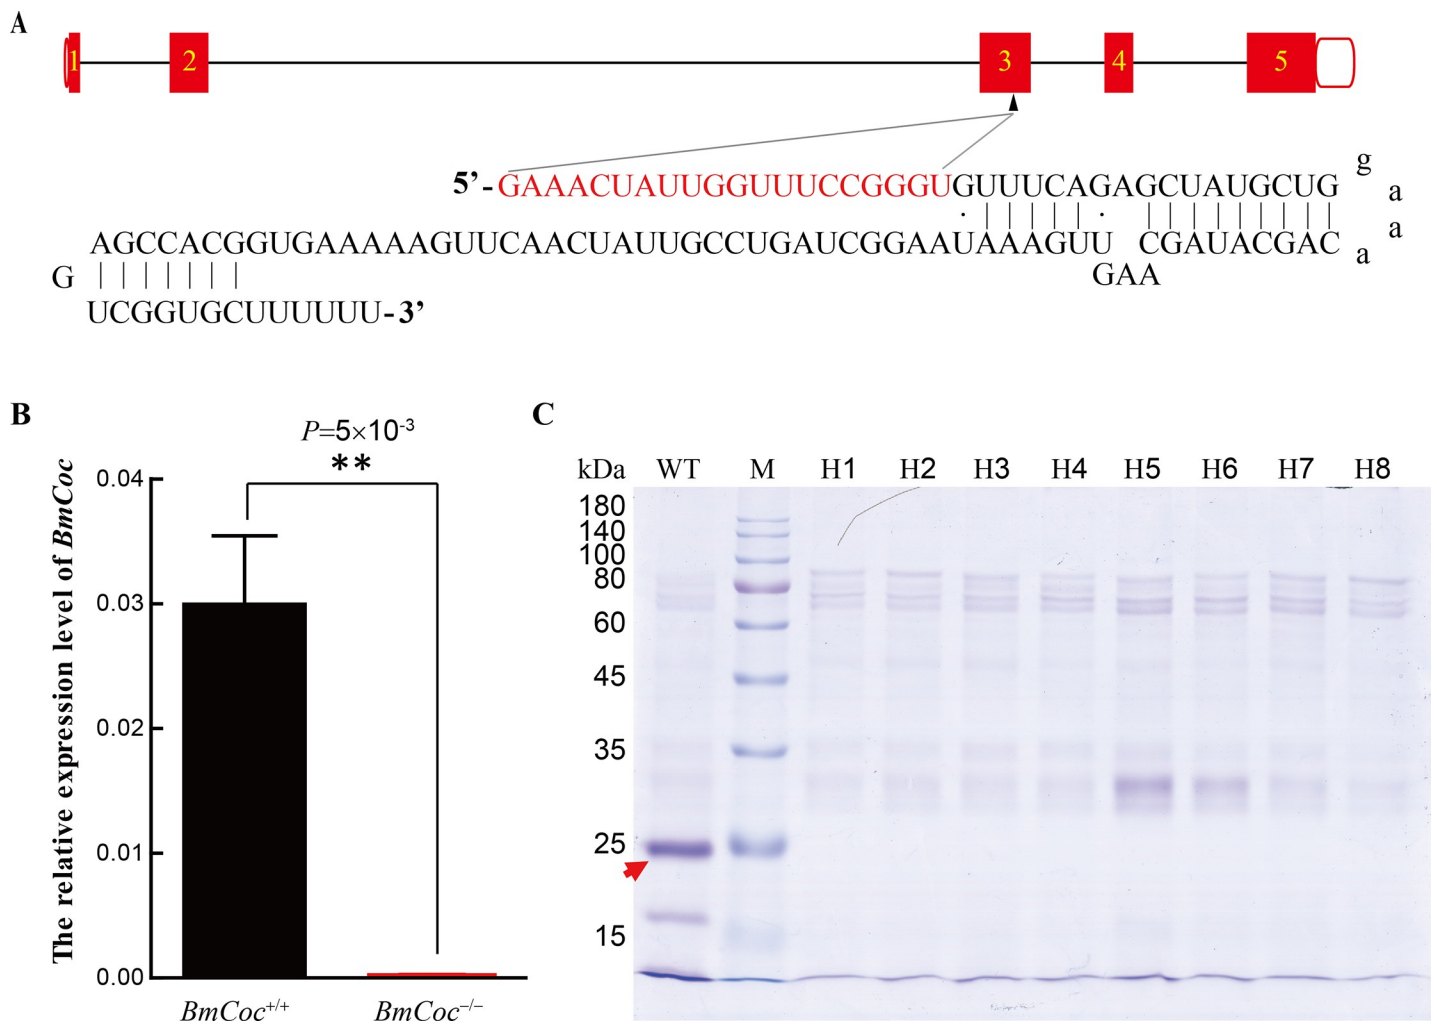 A
1 2 3 4 5
5’-GAAACUAUUGGUUUCCGGGUGUUUCAGAGCUAUGCUG
g
a
a
a
AGCCACGGUGAAAAAGUUCAACUAUUGCCUGAUCGGAAUAAAGUU CGAUACGAC
GAA
G
UCGGUGCUUUUUU-3’
B
P=5×10⁻³
**
The relative expression level of BmCoc
0.04
0.03
0.02
0.01
0.00
BmCoc⁺/⁺ BmCoc⁻/⁻
C
kDa WT M H1 H2 H3 H4 H5 H6 H7 H8
180
140
100
80
60
45
35
25
15